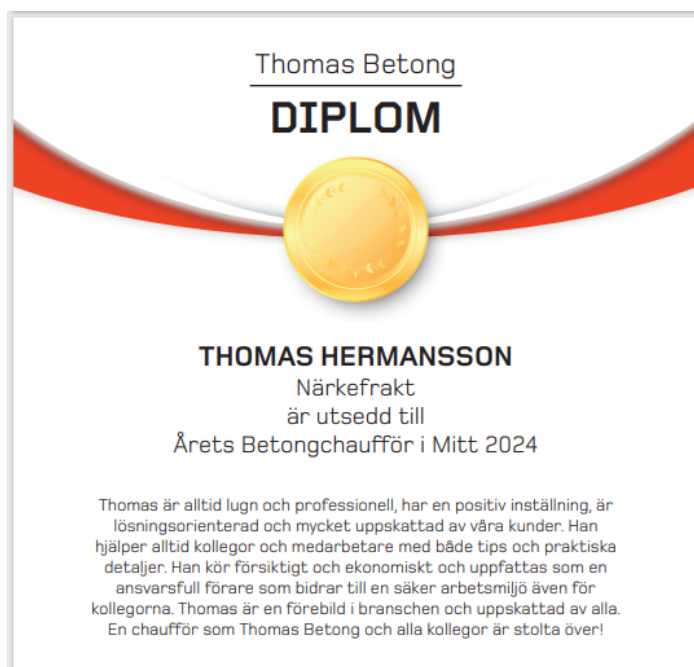 Thomas Betong
DIPLOM
THOMAS HERMANSSON
Närkefrakt
är utsedd till
Årets Betongchaufför i Mitt 2024
Thomas är alltid lugn och professionell, har en positiv inställning, är
lösningsorienterad och mycket uppskattad av våra kunder. Han
hjälper alltid kollegor och medarbetare med både tips och praktiska
detaljer. Han kör försiktigt och ekonomiskt och uppfattas som en
ansvarsfull förare som bidrar till en säker arbetsmiljö även för
kollegorna. Thomas är en förebild i branschen och uppskattad av alla.
En chaufför som Thomas Betong och alla kollegor är stolta över!